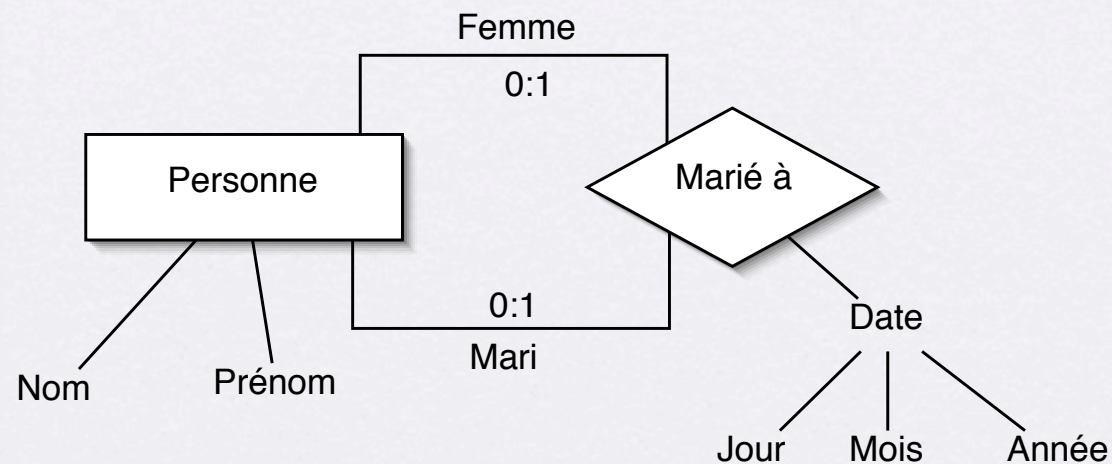 Femme
0:1
Personne
Marié à
0:1
Mari
Date
Nom
Prénom
Jour
Mois
Année